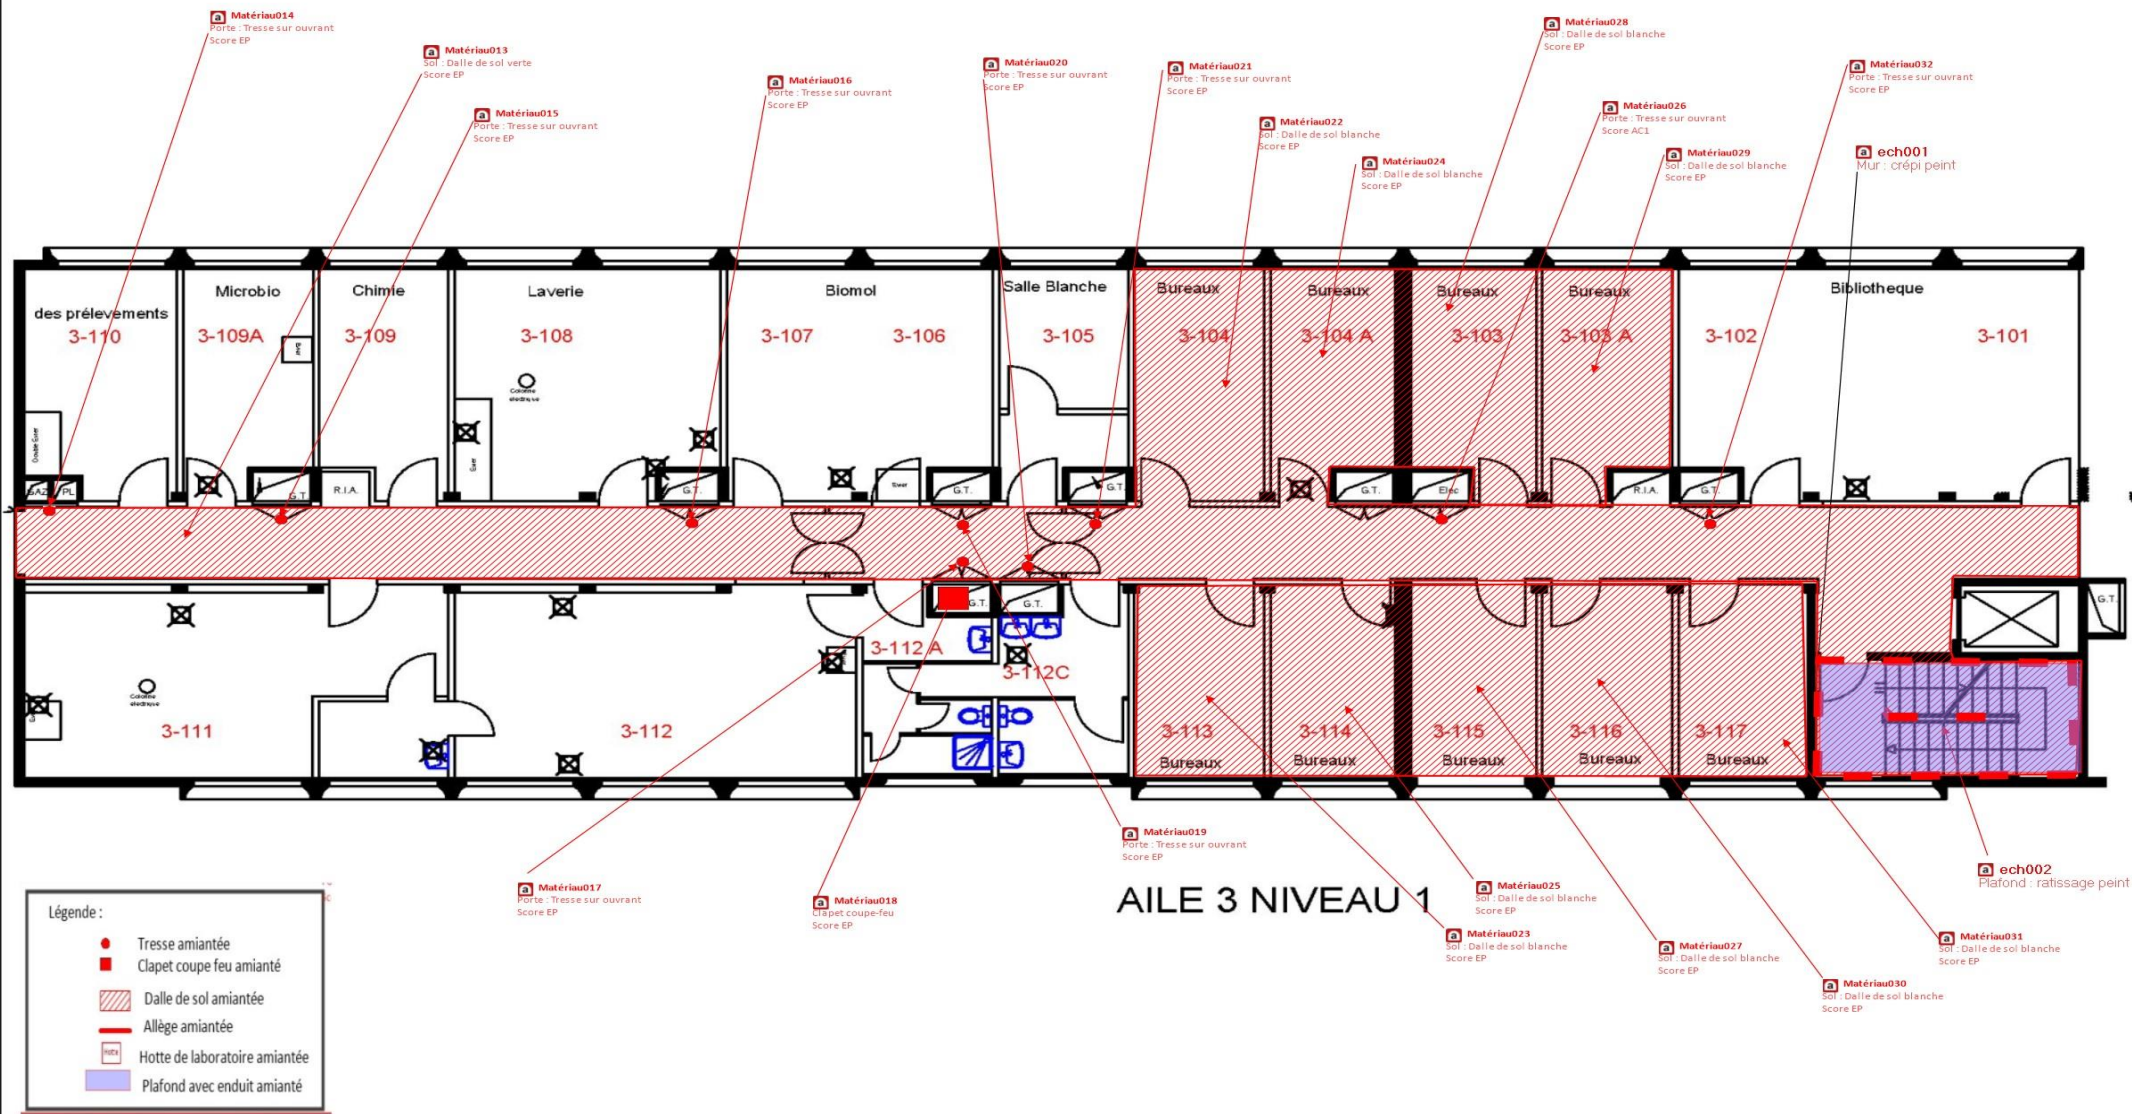 Matériau014
Porte : Tresse sur ouvrant
Score EP
Matériau013
Sol : Dalle de sol verte
Score EP
Matériau015
Porte : Tresse sur ouvrant
Score EP
Matériau016
Porte : Tresse sur ouvrant
Score EP
Matériau020
Porte : Tresse sur ouvrant
Score EP
Matériau021
Porte : Tresse sur ouvrant
Score EP
Matériau022
Sol : Dalle de sol blanche
Score EP
Matériau024
Sol : Dalle de sol blanche
Score EP
Matériau028
Sol : Dalle de sol blanche
Score EP
Matériau026
Porte : Tresse sur ouvrant
Score AC1
Matériau029
Sol : Dalle de sol blanche
Score EP
Matériau032
Porte : Tresse sur ouvrant
Score EP
ech001
Mur : crépi peint
des prélevements
3-110
Microbio
3-109A
Chimie
3-109
Laverie
3-108
Biomol
3-107
3-106
Salle Blanche
3-105
Bureaux
3-104
Bureaux
3-104 A
Bureaux
3-103
Bureaux
3-103 A
Bibliotheque
3-102
3-101
Colonne
électrique
GAZ
PL
G.T.
R.I.A.
G.T.
G.T.
G.T.
G.T.
Elec
R.I.A.
G.T.
G.T.
G.T.
G.T.
3-112 A
3-112C
Colonne
électrique
3-111
3-112
3-113
Bureaux
3-114
Bureaux
3-115
Bureaux
3-116
Bureaux
3-117
Bureaux
Matériau019
Porte : Tresse sur ouvrant
Score EP
Matériau017
Porte : Tresse sur ouvrant
Score EP
Matériau018
Clapet coupe-feu
Score EP
AILE 3 NIVEAU 1
Matériau025
Sol : Dalle de sol blanche
Score EP
Matériau023
Sol : Dalle de sol blanche
Score EP
Matériau027
Sol : Dalle de sol blanche
Score EP
Matériau030
Sol : Dalle de sol blanche
Score EP
Matériau031
Sol : Dalle de sol blanche
Score EP
ech002
Plafond : ratissage peint
Légende :
Tresse amiantée
Clapet coupe feu amianté
Dalle de sol amiantée
Allège amiantée
Hotte de laboratoire amiantée
Plafond avec enduit amianté